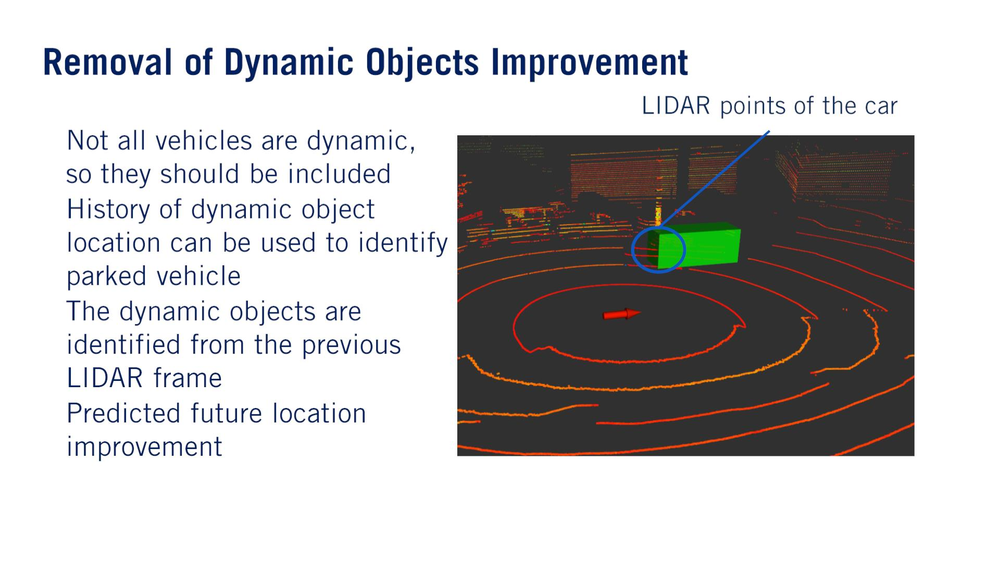 Removal of Dynamic Objects Improvement
LIDAR points of the car
Not all vehicles are dynamic,
so they should be included
History of dynamic object
location can be used to identify
parked vehicle
The dynamic objects are
identified from the previous
LIDAR frame
Predicted future location
improvement